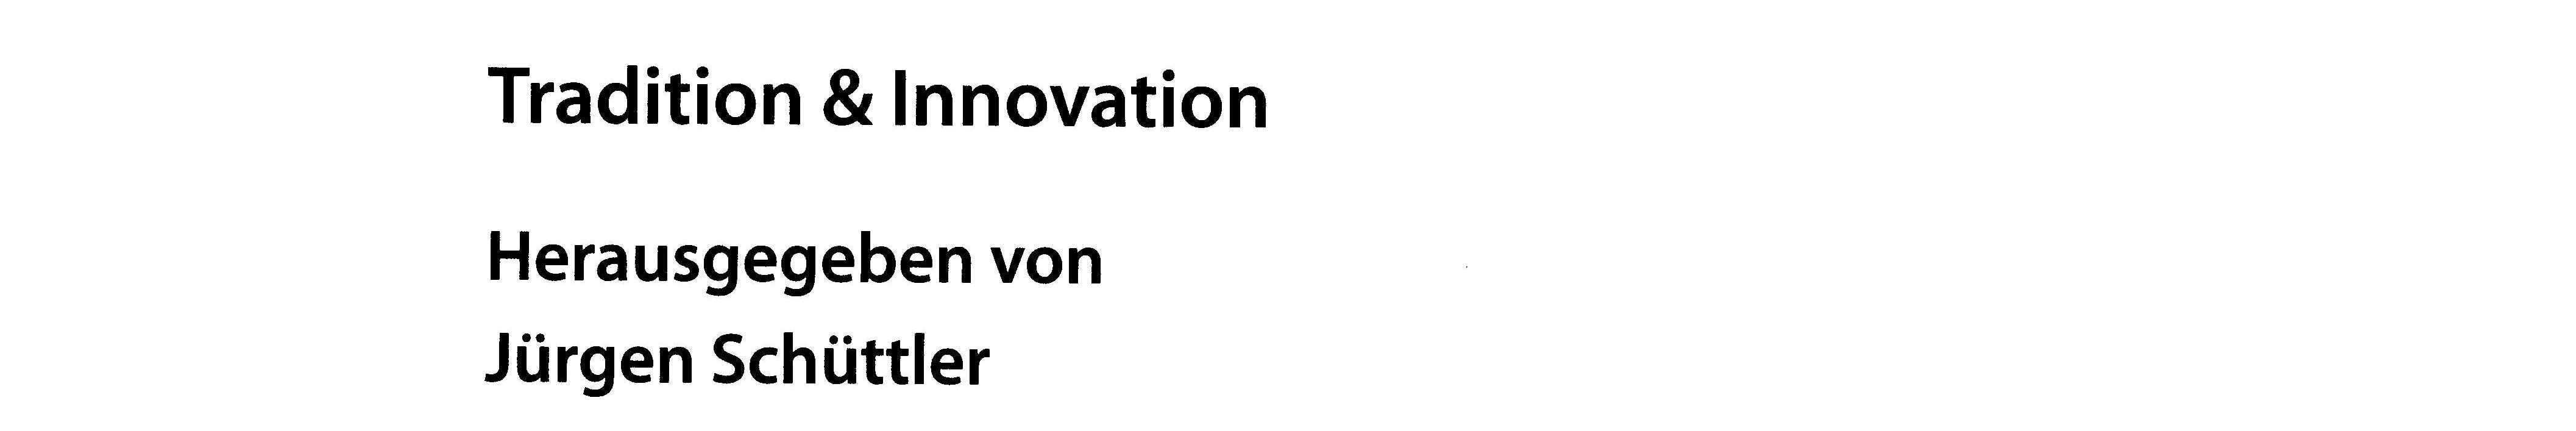 Tradition & Innovation
Herausgegeben von
Jürgen Schüttler